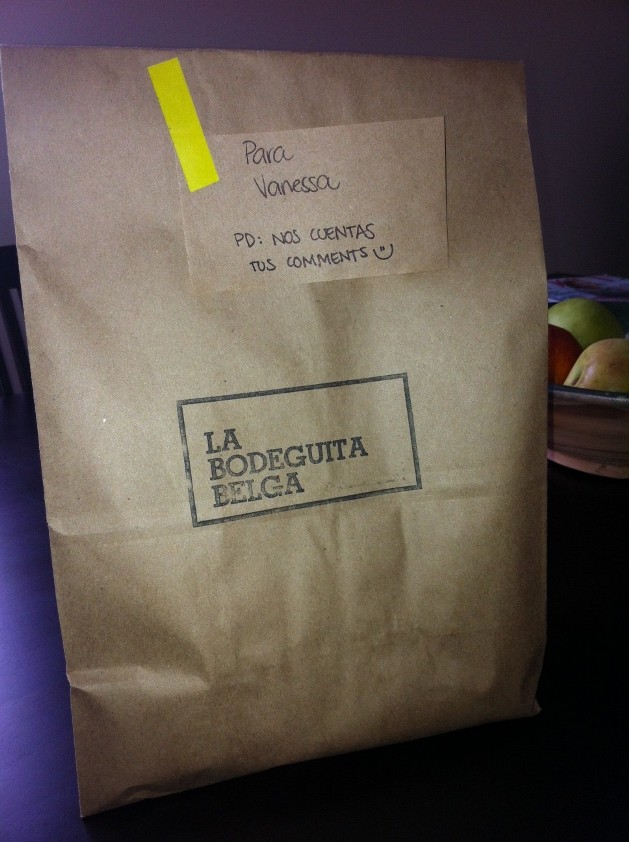 Para
Vanessa
PD: NOS CUENTAS
TUS COMMENTS
LA
BODEGUITA
BELGA